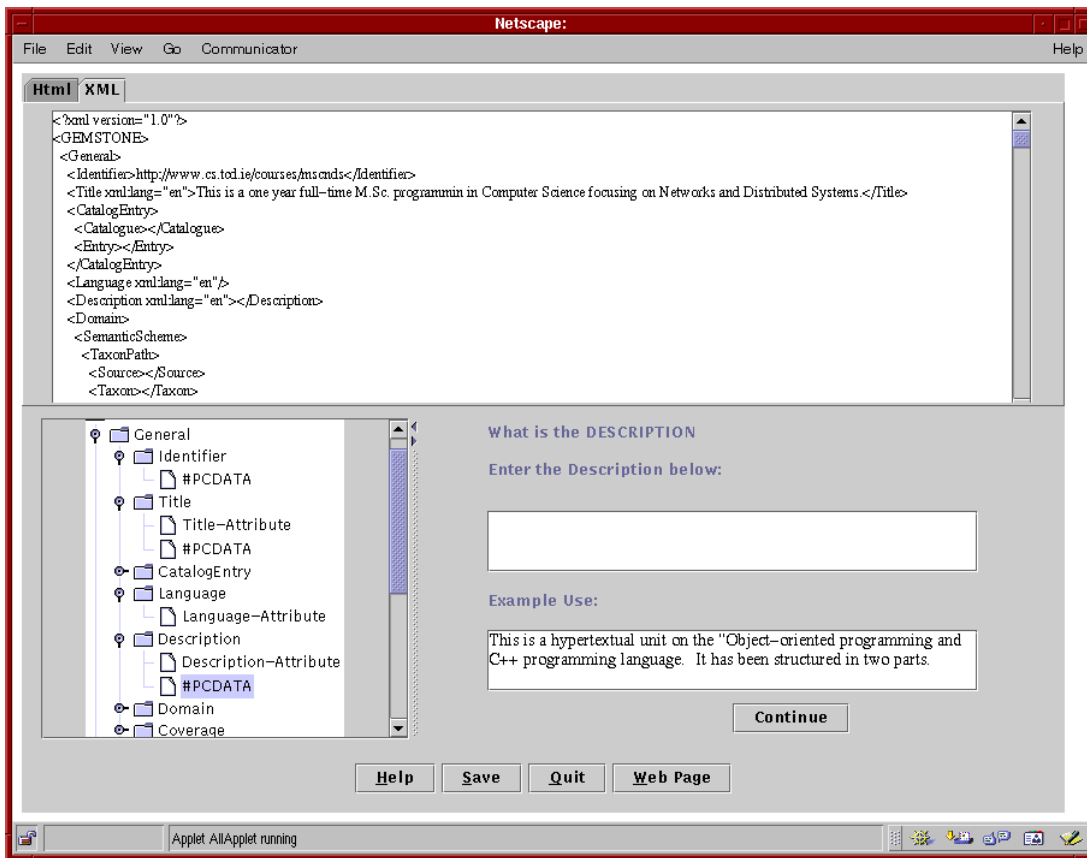 Netscape:
File Edit View Go Communicator Help
Html XML
<?xml version="1.0"?>
<GEMSTONE>
<General>
<Identifier>http://www.cs.tcd.ie/courses/mscnds</Identifier>
<Title xml:lang="en">This is a one year full-time M.Sc. programmin in Computer Science focusing on Networks and Distributed Systems.</Title>
<CatalogEntry>
<Catalogue></Catalogue>
<Entry></Entry>
</CatalogEntry>
<Language xml:lang="en"/>
<Description xml:lang="en"></Description>
<Domain>
<SemanticScheme>
<TaxonPath>
<Source></Source>
<Taxon></Taxon>
General
Identifier
#PCDATA
Title
Title-Attribute
#PCDATA
CatalogEntry
Language
Language-Attribute
Description
Description-Attribute
#PCDATA
Domain
Coverage
What is the DESCRIPTION
Enter the Description below:
Example Use:
This is a hypertextual unit on the "Object-oriented programming and
C++ programming language. It has been structured in two parts.
Continue
Help Save Quit Web Page
Applet AllApplet running